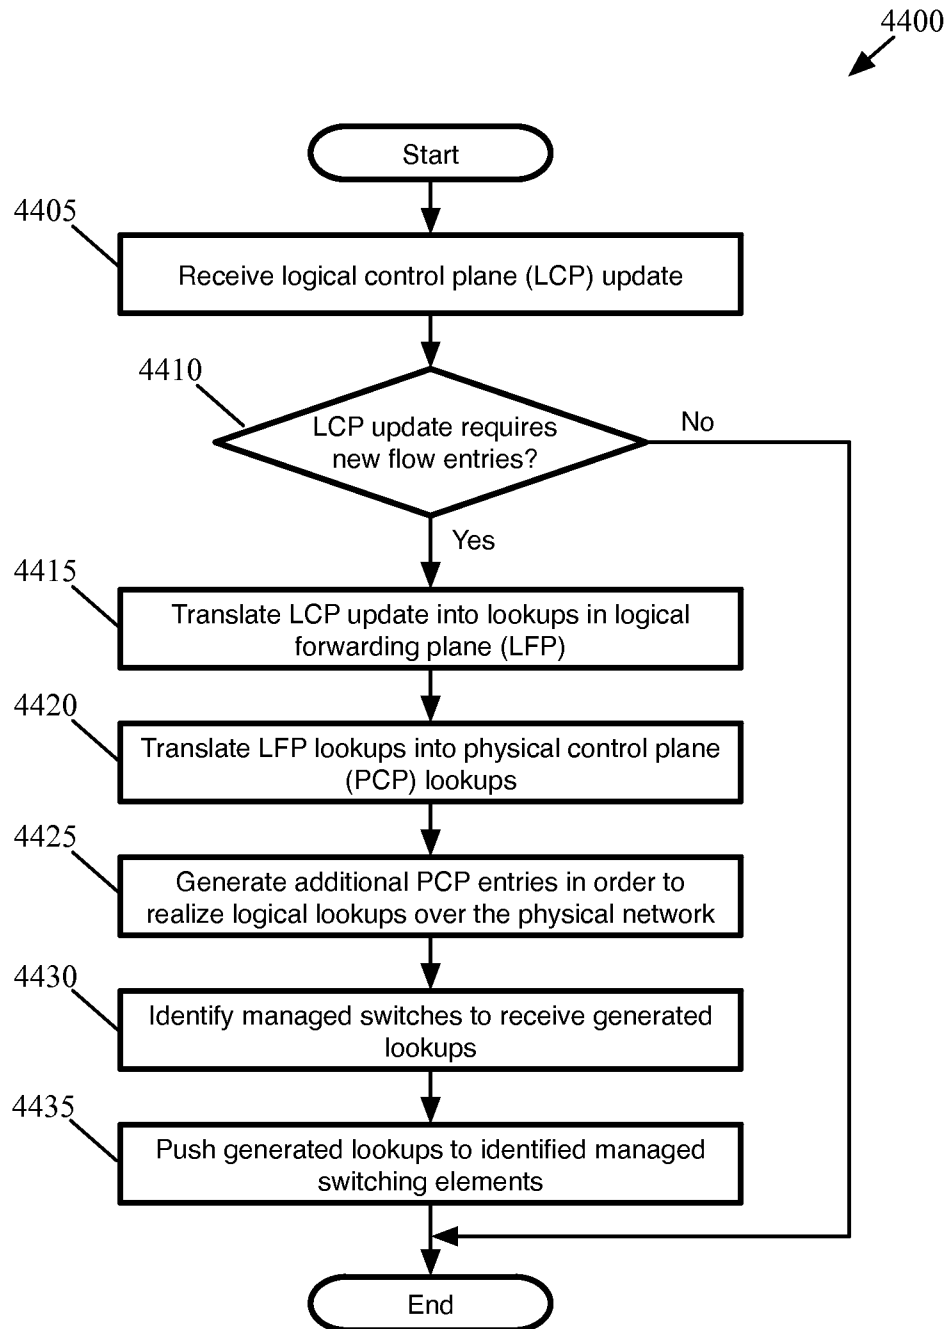 4400
Start
4405
Receive logical control plane (LCP) update
4410
LCP update requires
new flow entries?
No
Yes
4415
Translate LCP update into lookups in logical
forwarding plane (LFP)
4420
Translate LFP lookups into physical control plane
(PCP) lookups
4425
Generate additional PCP entries in order to
realize logical lookups over the physical network
4430
Identify managed switches to receive generated
lookups
4435
Push generated lookups to identified managed
switching elements
End